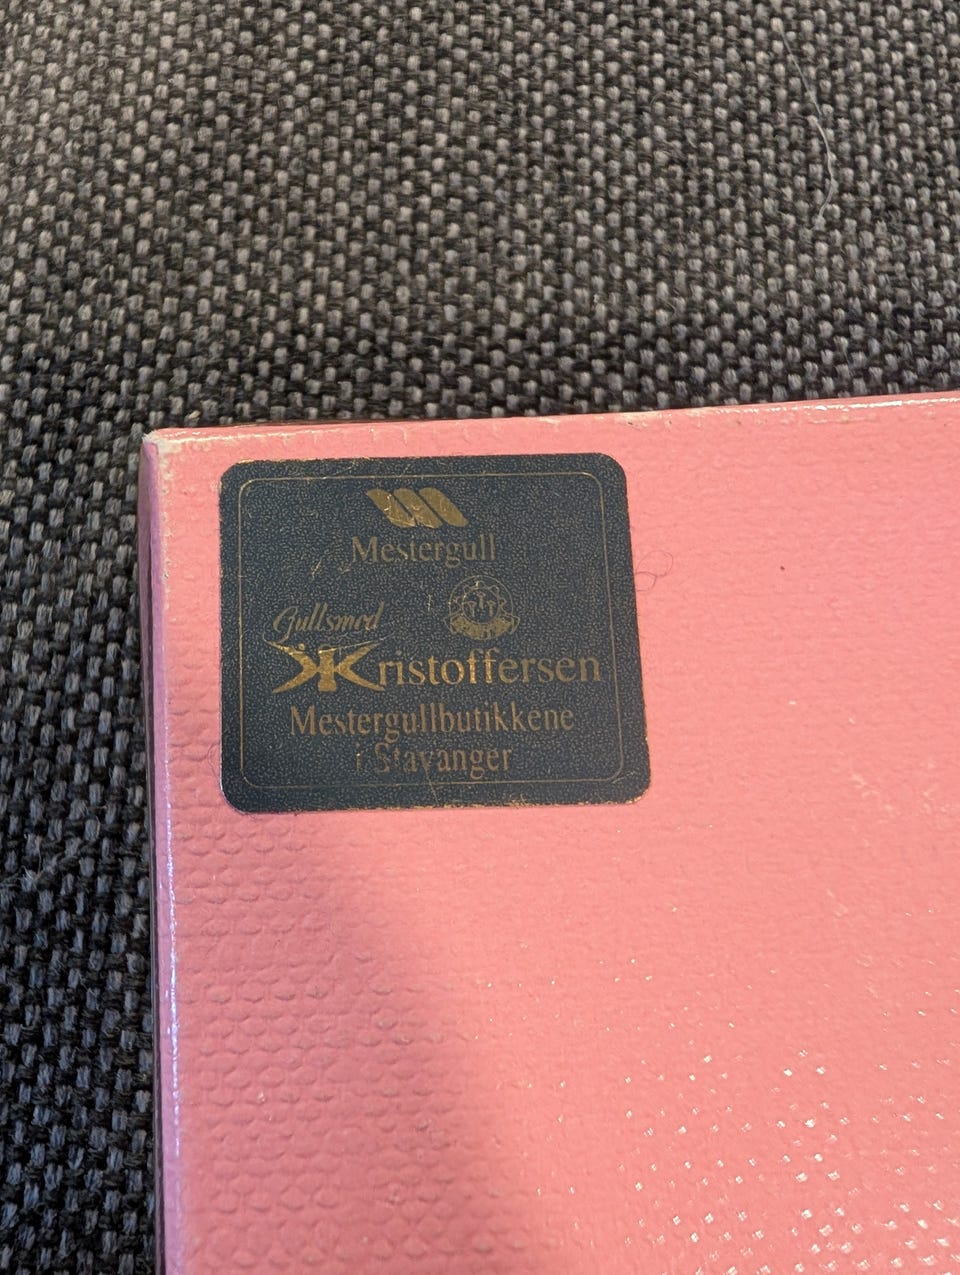 Mestergull
Gullsmed
Kristoffersen
Mestergullbutikkene
i Stavanger